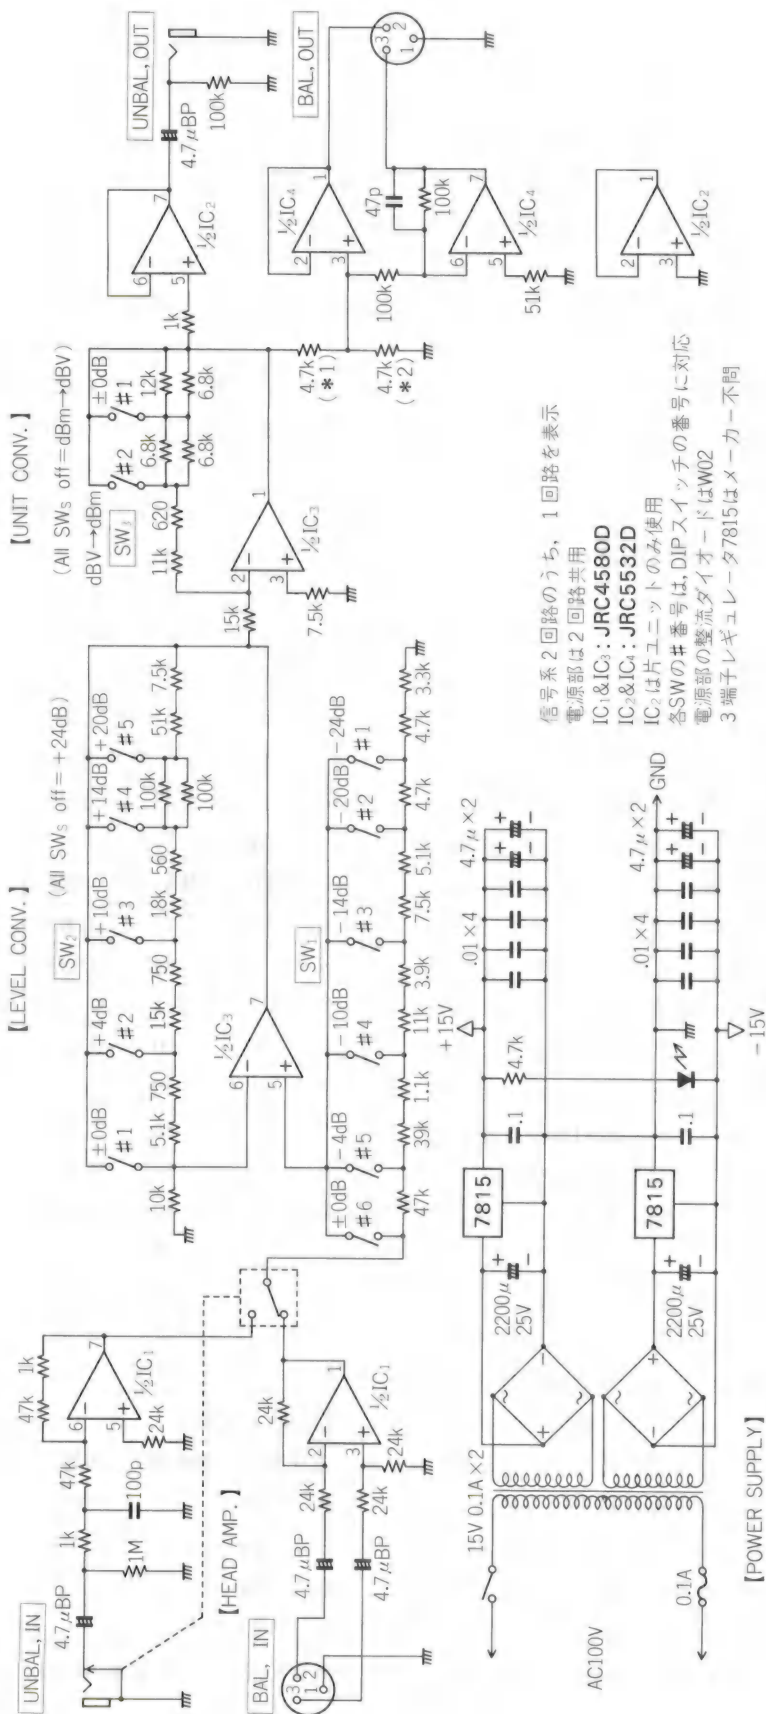 【HEAD AMP.】
UNBAL, IN
4.7μBP
1M
1k
100p
47k
47k
1k
6
5
7
−
+
24k
½IC₁
BAL, IN
3
1
2
4.7μBP
4.7μBP
24k
24k
24k
24k
2
3
1
−
+
½IC₁
【LEVEL CONV.】
SW₂
(All SWs off=+24dB)
±0dB
#1
+4dB
#2
+10dB
#3
+14dB
#4
+20dB
#5
10k
5.1k
750
15k
750
18k
560
100k
100k
51k
7.5k
6
5
7
−
+
½IC₃
SW₁
±0dB
#6
−4dB
#5
−10dB
#4
−14dB
#3
−20dB
#2
−24dB
#1
47k
39k
1.1k
11k
3.9k
7.5k
5.1k
4.7k
4.7k
3.3k
【UNIT CONV.】
(All SWs off=dBm→dBV)
dBV→dBm
±0dB
SW₃
#2
#1
15k
11k
620
6.8k
12k
6.8k
6.8k
2
3
1
−
+
7.5k
½IC₃
1k
6
5
7
−
+
½IC₂
4.7μBP
100k
UNBAL, OUT
4.7k
(*1)
4.7k
(*2)
2
3
1
−
+
½IC₄
100k
47p
100k
6
5
7
−
+
51k
½IC₄
BAL, OUT
3
2
1
2
3
1
−
+
½IC₂
【POWER SUPPLY】
AC100V
0.1A
15V 0.1A×2
~
~
+
−
~
~
−
+
2200μ
25V
+
−
2200μ
25V
+
−
7815
7815
.1
.1
4.7k
+15V
−15V
.01×4
4.7μ×2
+
+
−
−
.01×4
4.7μ×2
+
+
−
−
GND
信号系2回路のうち，1回路を表示
電源部は2回路共用
IC₁&IC₃：JRC4580D
IC₂&IC₄：JRC5532D
IC₂は片ユニットのみ使用
各SWの#番号は，DIPスイッチの番号に対応
電源部の整流ダイオードはW02
3端子レギュレータ7815はメーカー不問